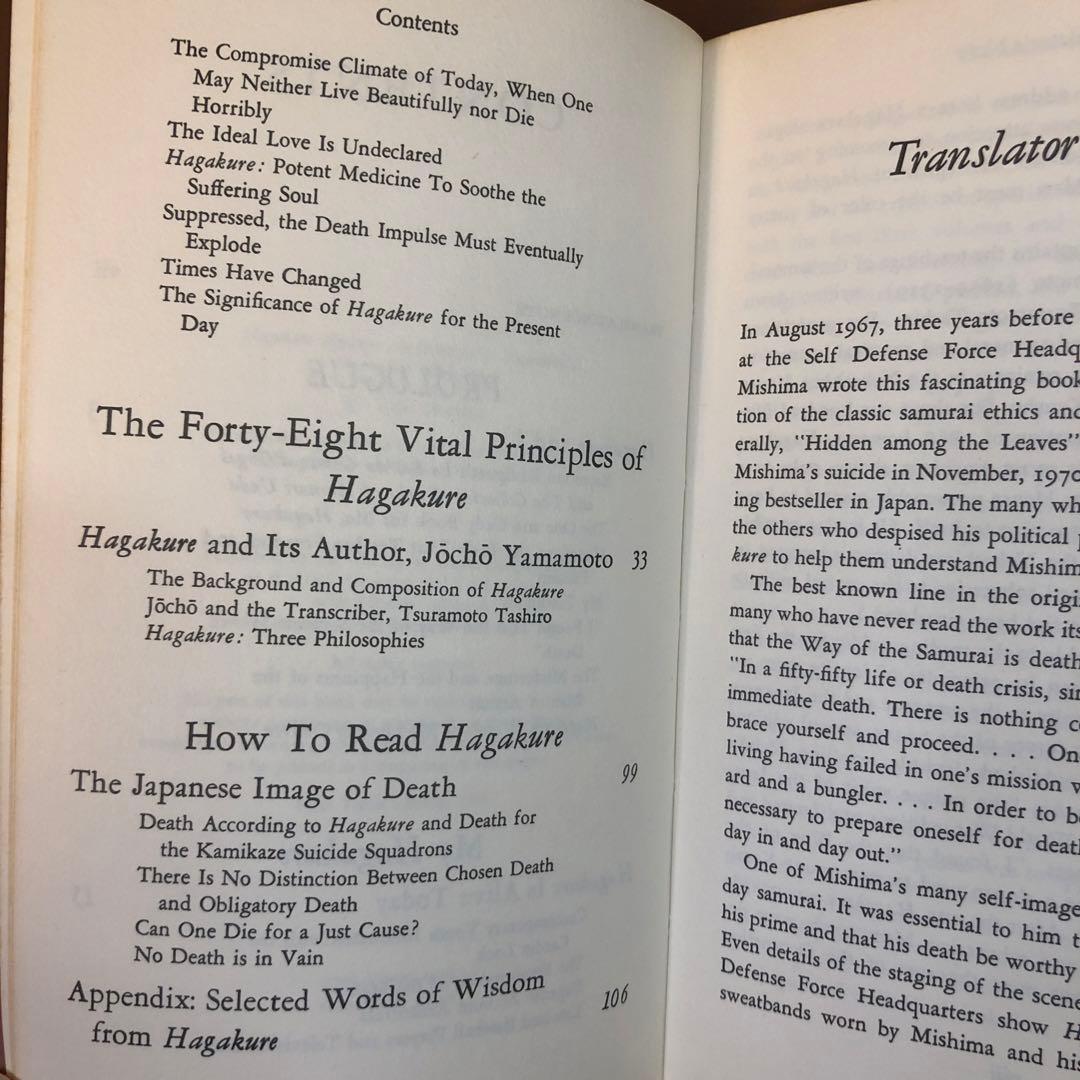 Contents
The Compromise Climate of Today, When One
May Neither Live Beautifully nor Die
Horribly
The Ideal Love Is Undeclared
Hagakure: Potent Medicine To Soothe the
Suffering Soul
Suppressed, the Death Impulse Must Eventually
Explode
Times Have Changed
The Significance of Hagakure for the Present
Day
The Forty-Eight Vital Principles of
Hagakure
Hagakure and Its Author, Jōchō Yamamoto 33
The Background and Composition of Hagakure
Jōchō and the Transcriber, Tsuramoto Tashiro
Hagakure: Three Philosophies
How To Read Hagakure
The Japanese Image of Death 99
Death According to Hagakure and Death for
the Kamikaze Suicide Squadrons
There Is No Distinction Between Chosen Death
and Obligatory Death
Can One Die for a Just Cause?
No Death is in Vain
Appendix: Selected Words of Wisdom 106
from Hagakure
Translator
In August 1967, three years before
at the Self Defense Force Headq
Mishima wrote this fascinating book
tion of the classic samurai ethics and
erally, "Hidden among the Leaves"
Mishima's suicide in November, 1970
ing bestseller in Japan. The many wh
the others who despised his political
kure to help them understand Mishim
The best known line in the origi
many who have never read the work its
that the Way of the Samurai is death
"In a fifty-fifty life or death crisis, si
immediate death. There is nothing c
brace yourself and proceed. . . . On
living having failed in one's mission
ard and a bungler. . . . In order to b
necessary to prepare oneself for deat
day in and day out."
One of Mishima's many self-image
day samurai. It was essential to him t
his prime and that his death be worthy
Even details of the staging of the scene
Defense Force Headquarters show H
sweatbands worn by Mishima and his